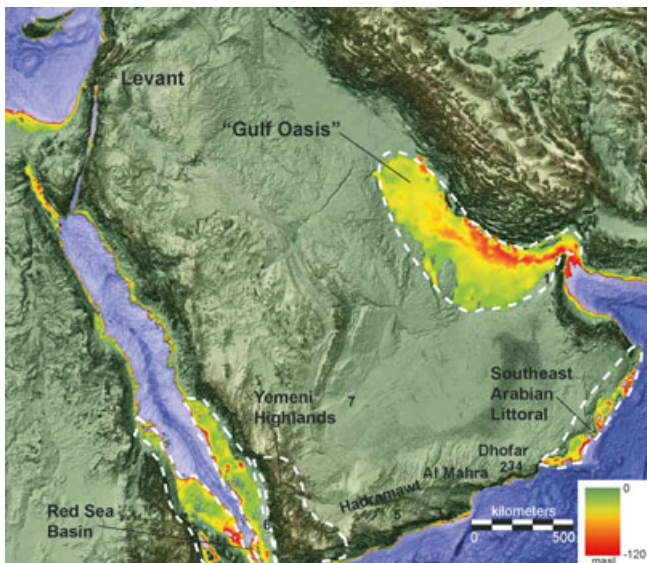 Levant
“Gulf Oasis”
Southeast
Arabian
Littoral
Yemeni
Highlands
7
Dhofar
234
Al Mahra
Hadramawt
5
6
Red Sea
Basin
kilometers
0 500
0
-120
masl